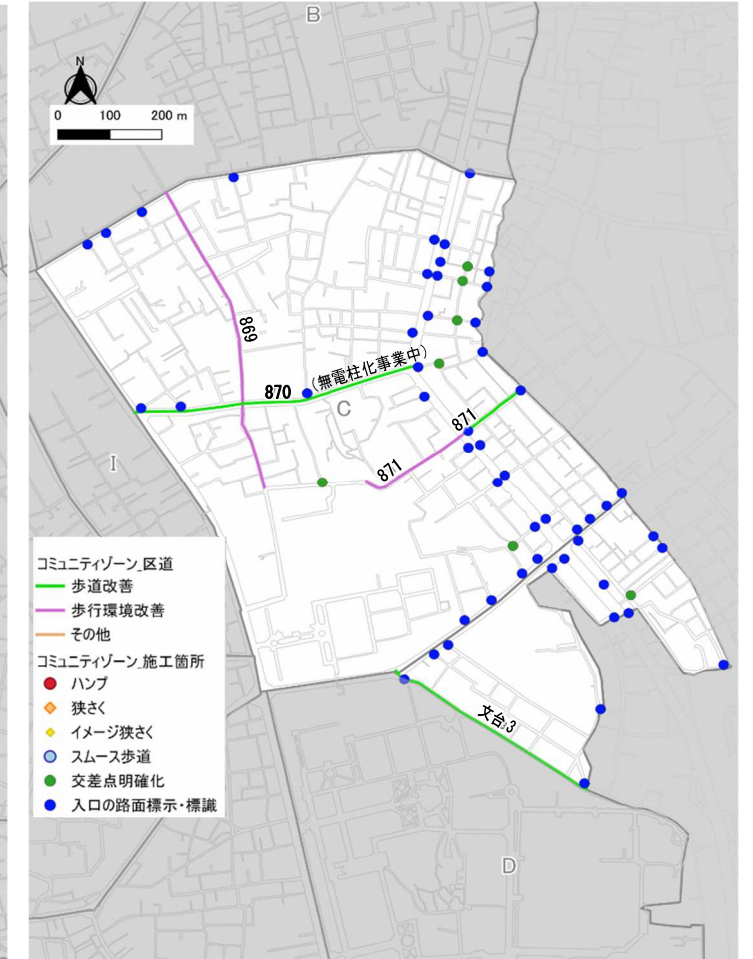 B
N
0 100 200 m
869
(無電柱化事業中)
870
C
871
871
I
コミュニティゾーン_区道
歩道改善
歩行環境改善
その他
コミュニティゾーン_施工箇所
ハンプ
狭さく
イメージ狭さく
スムース歩道
交差点明確化
入口の路面標示・標識
文台.3
D